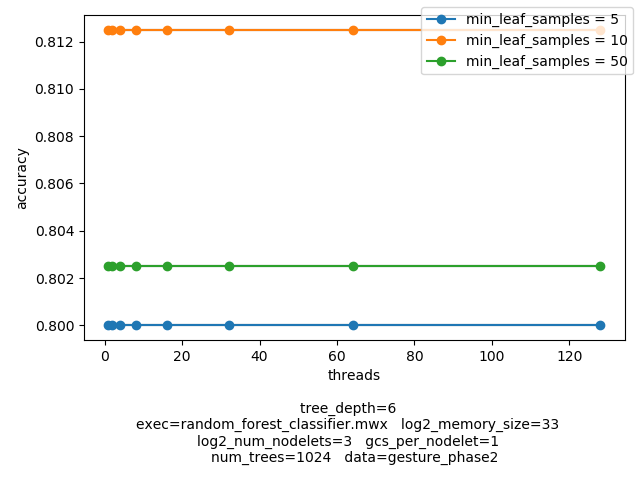 min_leaf_samples = 5
min_leaf_samples = 10
min_leaf_samples = 50
0.812
0.810
0.808
0.806
0.804
0.802
0.800
accuracy
0 20 40 60 80 100 120
threads
tree_depth=6
exec=random_forest_classifier.mwx log2_memory_size=33
log2_num_nodelets=3 gcs_per_nodelet=1
num_trees=1024 data=gesture_phase2